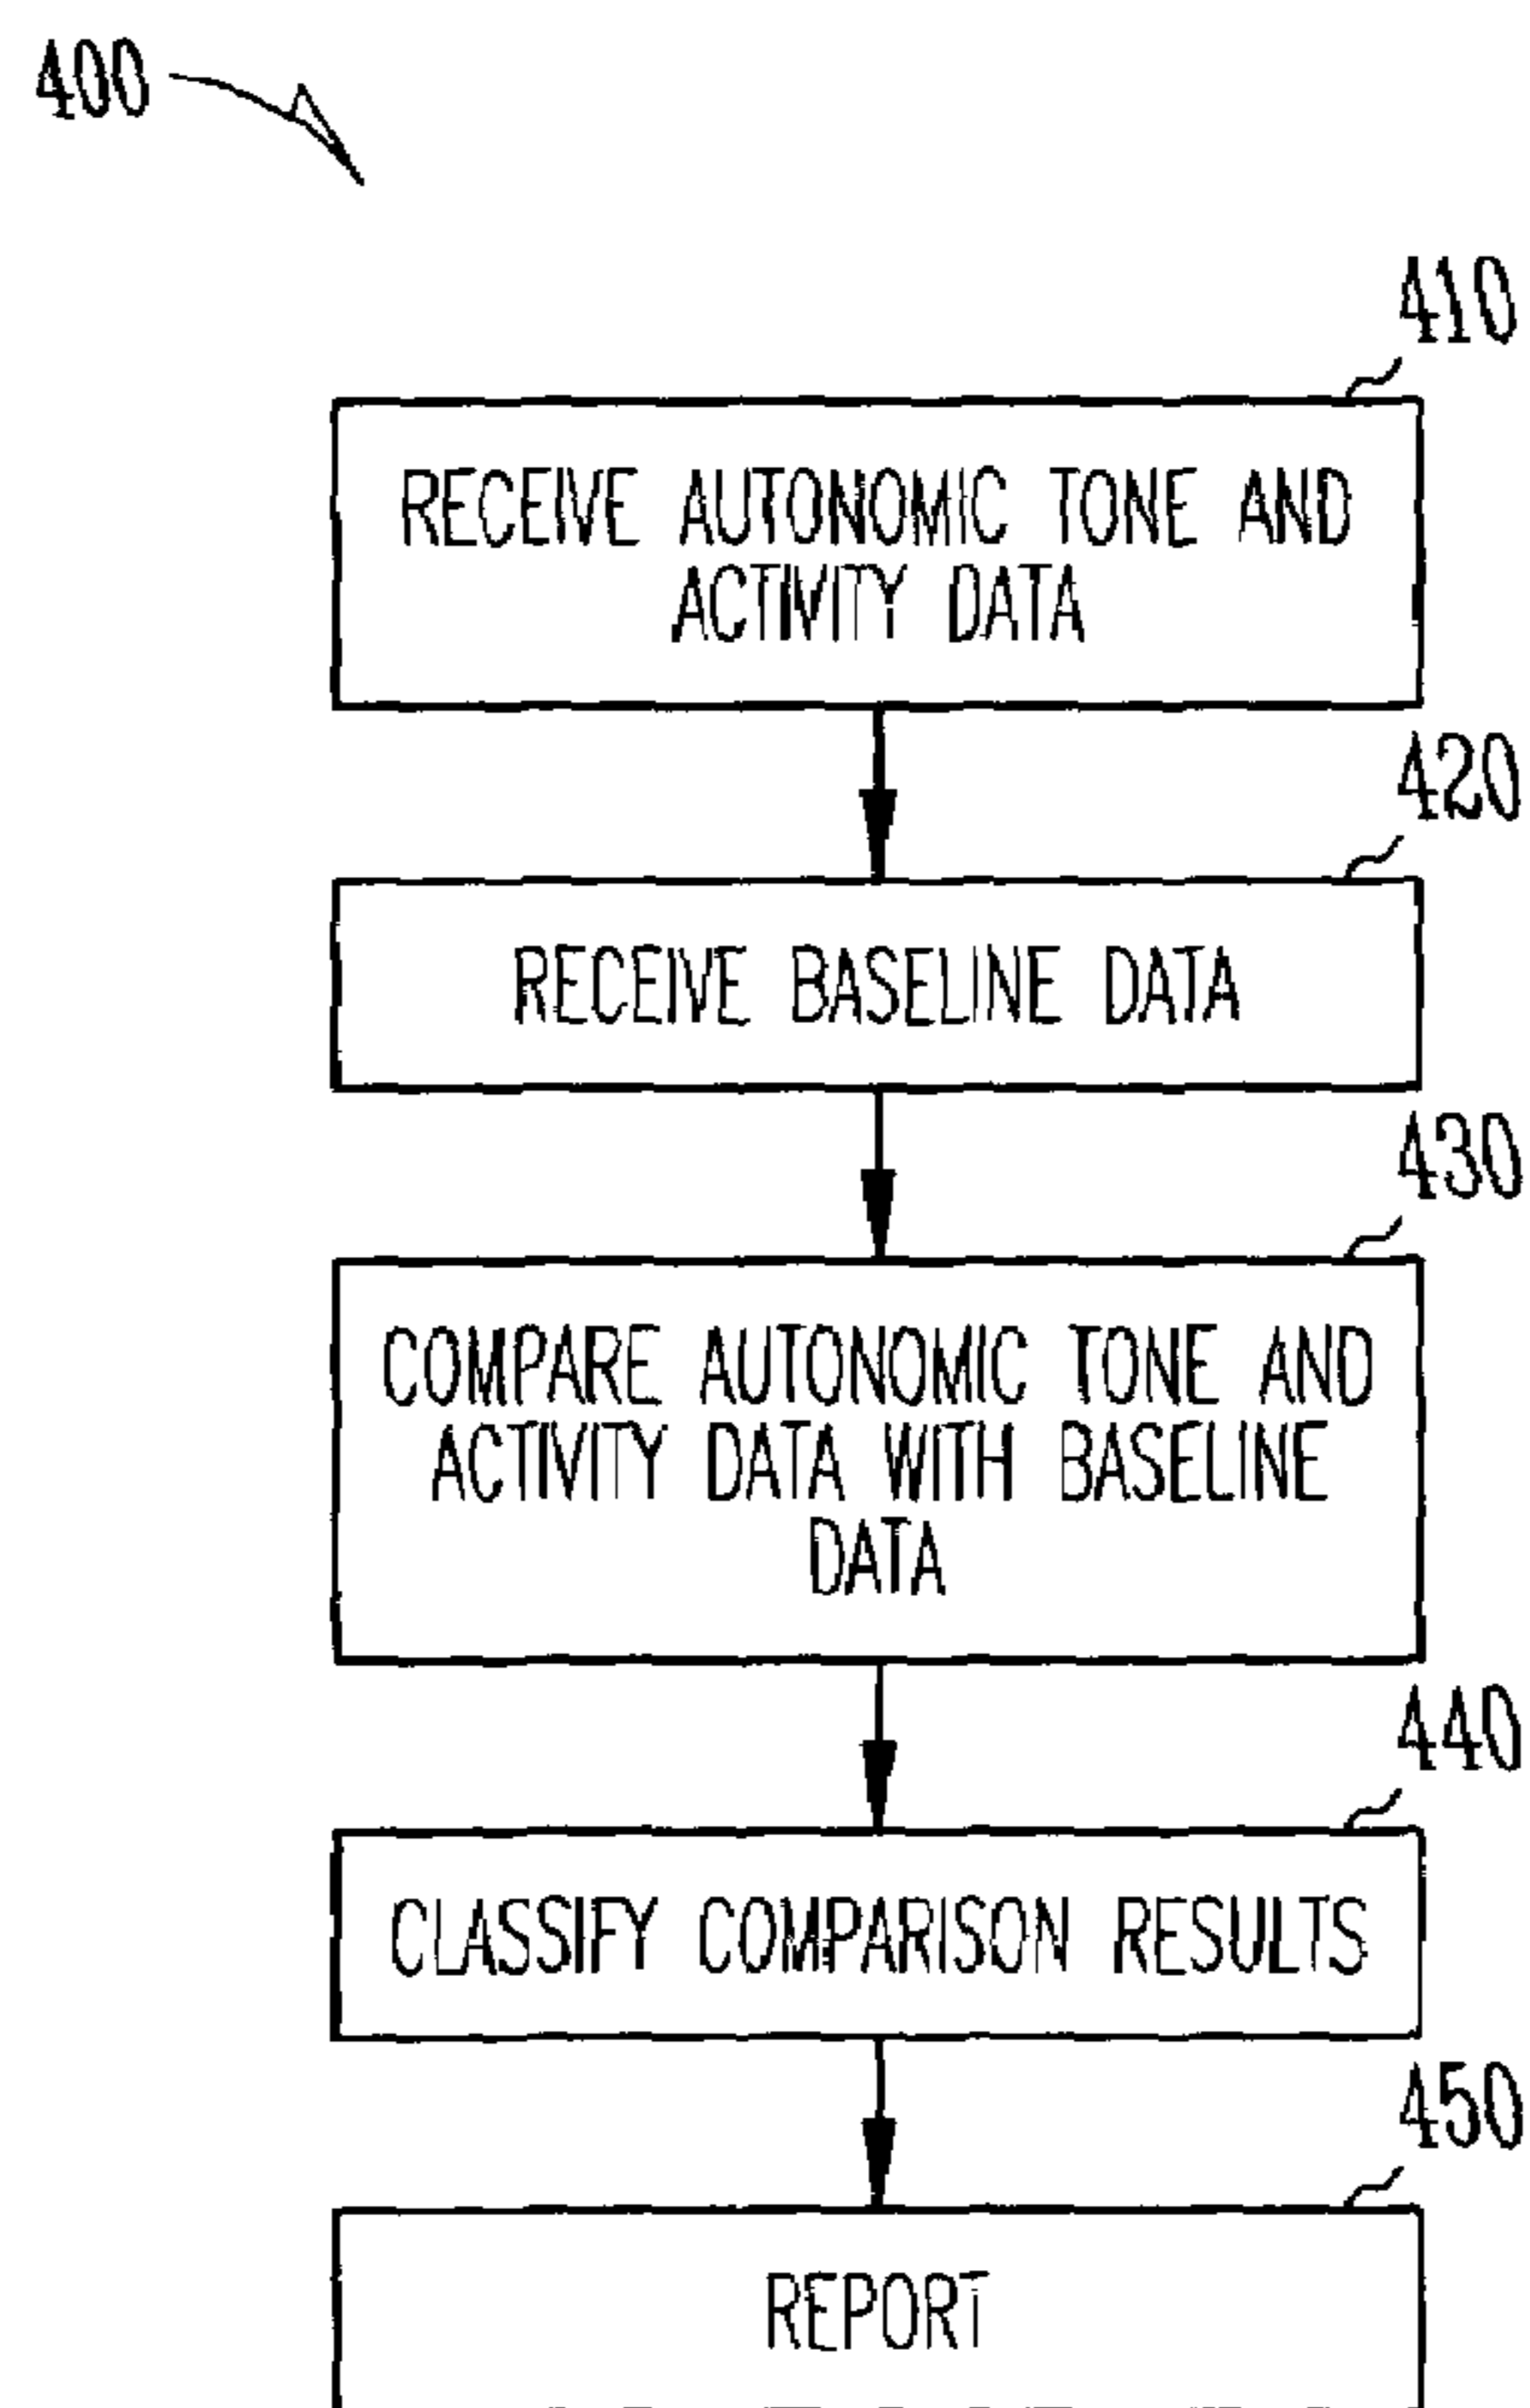 400
410
RECEIVE AUTONOMIC TONE AND
ACTIVITY DATA
420
RECEIVE BASELINE DATA
430
COMPARE AUTONOMIC TONE AND
ACTIVITY DATA WITH BASELINE
DATA
440
CLASSIFY COMPARISON RESULTS
450
REPORT